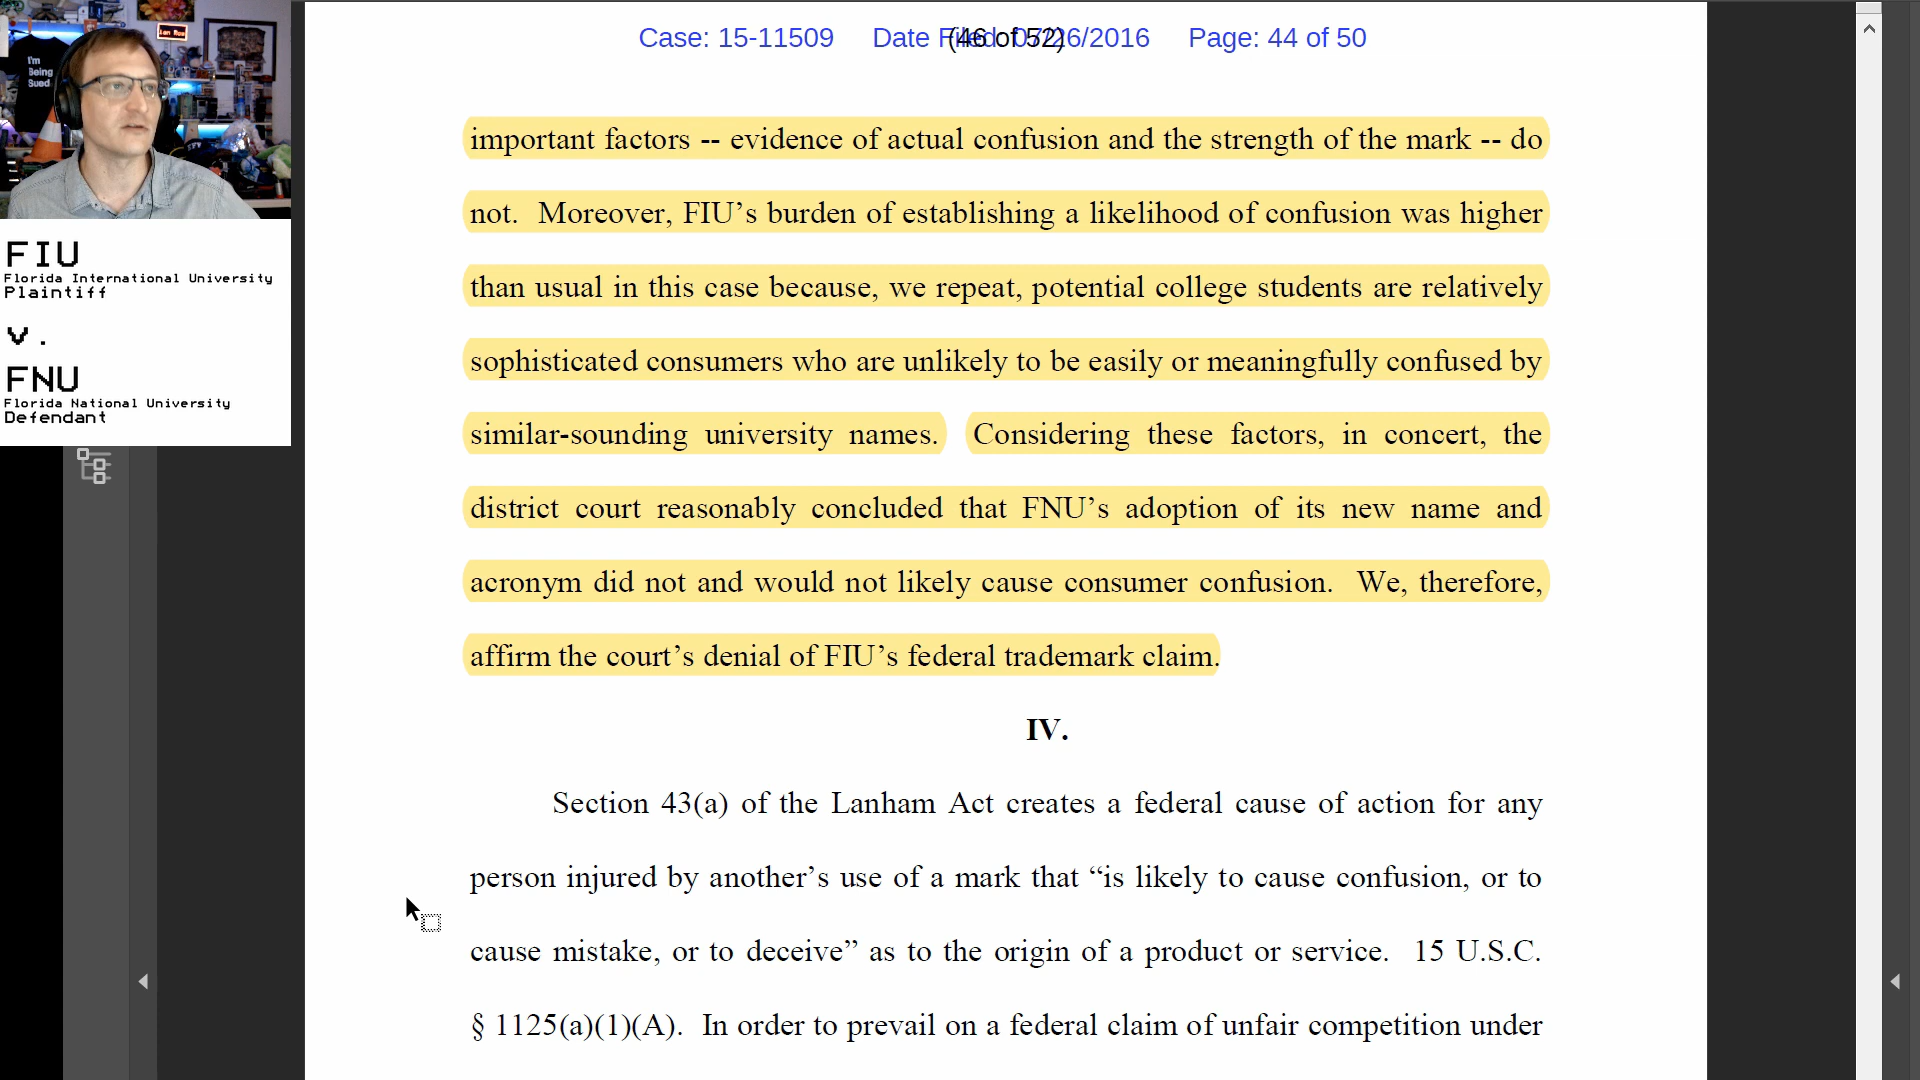 Case: 15-11509 Date Filed: 07/26/2016 Page: 44 of 50
(46 of 52)
I'm
Being
Sued
FIU
Florida International University
Plaintiff
v.
FNU
Florida National University
Defendant
important factors -- evidence of actual confusion and the strength of the mark -- do
not. Moreover, FIU’s burden of establishing a likelihood of confusion was higher
than usual in this case because, we repeat, potential college students are relatively
sophisticated consumers who are unlikely to be easily or meaningfully confused by
similar-sounding university names. Considering these factors, in concert, the
district court reasonably concluded that FNU’s adoption of its new name and
acronym did not and would not likely cause consumer confusion. We, therefore,
affirm the court’s denial of FIU’s federal trademark claim.
IV.
Section 43(a) of the Lanham Act creates a federal cause of action for any
person injured by another’s use of a mark that “is likely to cause confusion, or to
cause mistake, or to deceive” as to the origin of a product or service. 15 U.S.C.
§ 1125(a)(1)(A). In order to prevail on a federal claim of unfair competition under